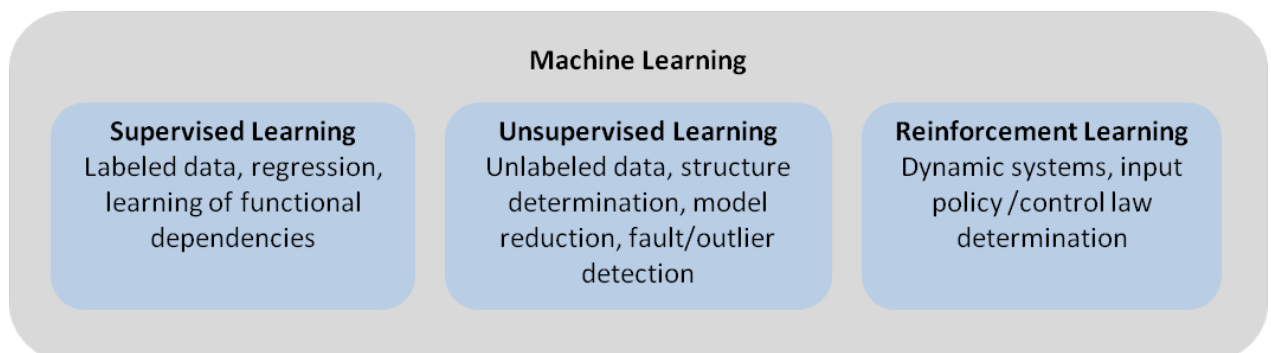 Machine Learning
Supervised Learning
Labeled data, regression,
learning of functional
dependencies
Unsupervised Learning
Unlabeled data, structure
determination, model
reduction, fault/outlier
detection
Reinforcement Learning
Dynamic systems, input
policy /control law
determination